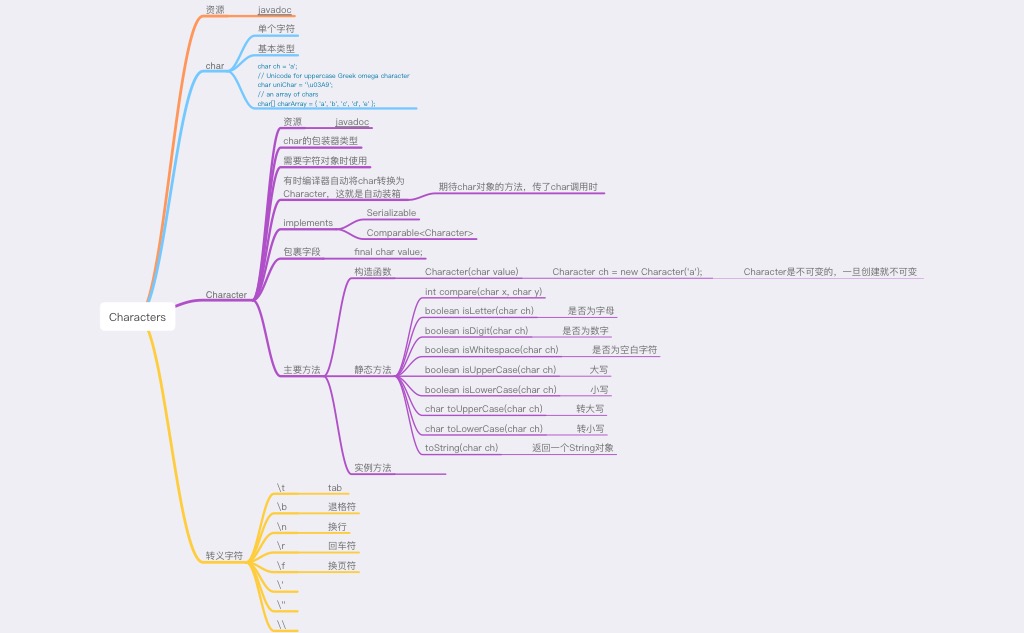 Characters
资源
javadoc
char
单个字符
基本类型
char ch = 'a';
// Unicode for uppercase Greek omega character
char uniChar = '\u03A9';
// an array of chars
char[] charArray = { 'a', 'b', 'c', 'd', 'e' };
Character
资源
javadoc
char的包装器类型
需要字符对象时使用
有时编译器自动将char转换为
Character，这就是自动装箱
期待char对象的方法，传了char调用时
implements
Serializable
Comparable<Character>
包裹字段
final char value;
主要方法
构造函数
Character(char value)
Character ch = new Character('a');
Character是不可变的，一旦创建就不可变
静态方法
int compare(char x, char y)
boolean isLetter(char ch)
是否为字母
boolean isDigit(char ch)
是否为数字
boolean isWhitespace(char ch)
是否为空白字符
boolean isUpperCase(char ch)
大写
boolean isLowerCase(char ch)
小写
char toUpperCase(char ch)
转大写
char toLowerCase(char ch)
转小写
toString(char ch)
返回一个String对象
实例方法
转义字符
\t
tab
\b
退格符
\n
换行
\r
回车符
\f
换页符
\'
\"
\\